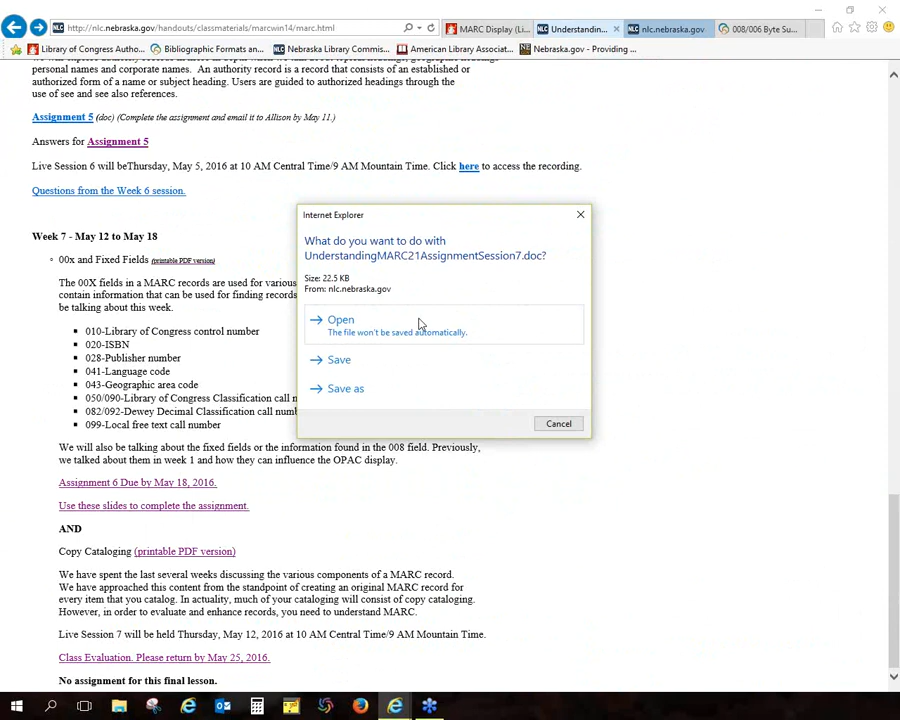 http://nlc.nebraska.gov/handouts/classmaterials/marcwin14/marc.html
MARC Display (Li...
Understanding...
nlc.nebraska.gov
008/006 Byte Su...
Library of Congress Autho...
Bibliographic Formats an...
Nebraska Library Commis...
American Library Associat...
Nebraska.gov - Providing ...
personal names and corporate names. An authority record is a record that consists of an established or
authorized form of a name or subject heading. Users are guided to authorized headings through the
use of see and see also references.
Assignment 5 (doc) (Complete the assignment and email it to Allison by May 11.)
Answers for Assignment 5
Live Session 6 will beThursday, May 5, 2016 at 10 AM Central Time/9 AM Mountain Time. Click here to access the recording.
Questions from the Week 6 session.
Week 7 - May 12 to May 18
00x and Fixed Fields (printable PDF version)
The 00X fields in a MARC records are used for various
contain information that can be used for finding records
be talking about this week.
010-Library of Congress control number
020-ISBN
028-Publisher number
041-Language code
043-Geographic area code
050/090-Library of Congress Classification call n
082/092-Dewey Decimal Classification call numb
099-Local free text call number
We will also be talking about the fixed fields or the information found in the 008 field. Previously,
we talked about them in week 1 and how they can influence the OPAC display.
Assignment 6 Due by May 18, 2016.
Use these slides to complete the assignment.
AND
Copy Cataloging (printable PDF version)
We have spent the last several weeks discussing the various components of a MARC record.
We have approached this content from the standpoint of creating an original MARC record for
every item that you catalog. In actuality, much of your cataloging will consist of copy cataloging.
However, in order to evaluate and enhance records, you need to understand MARC.
Live Session 7 will be held Thursday, May 12, 2016 at 10 AM Central Time/9 AM Mountain Time.
Class Evaluation. Please return by May 25, 2016.
No assignment for this final lesson.
Internet Explorer
What do you want to do with
UnderstandingMARC21AssignmentSession7.doc?
Size: 22.5 KB
From: nlc.nebraska.gov
Open
The file won't be saved automatically.
Save
Save as
Cancel